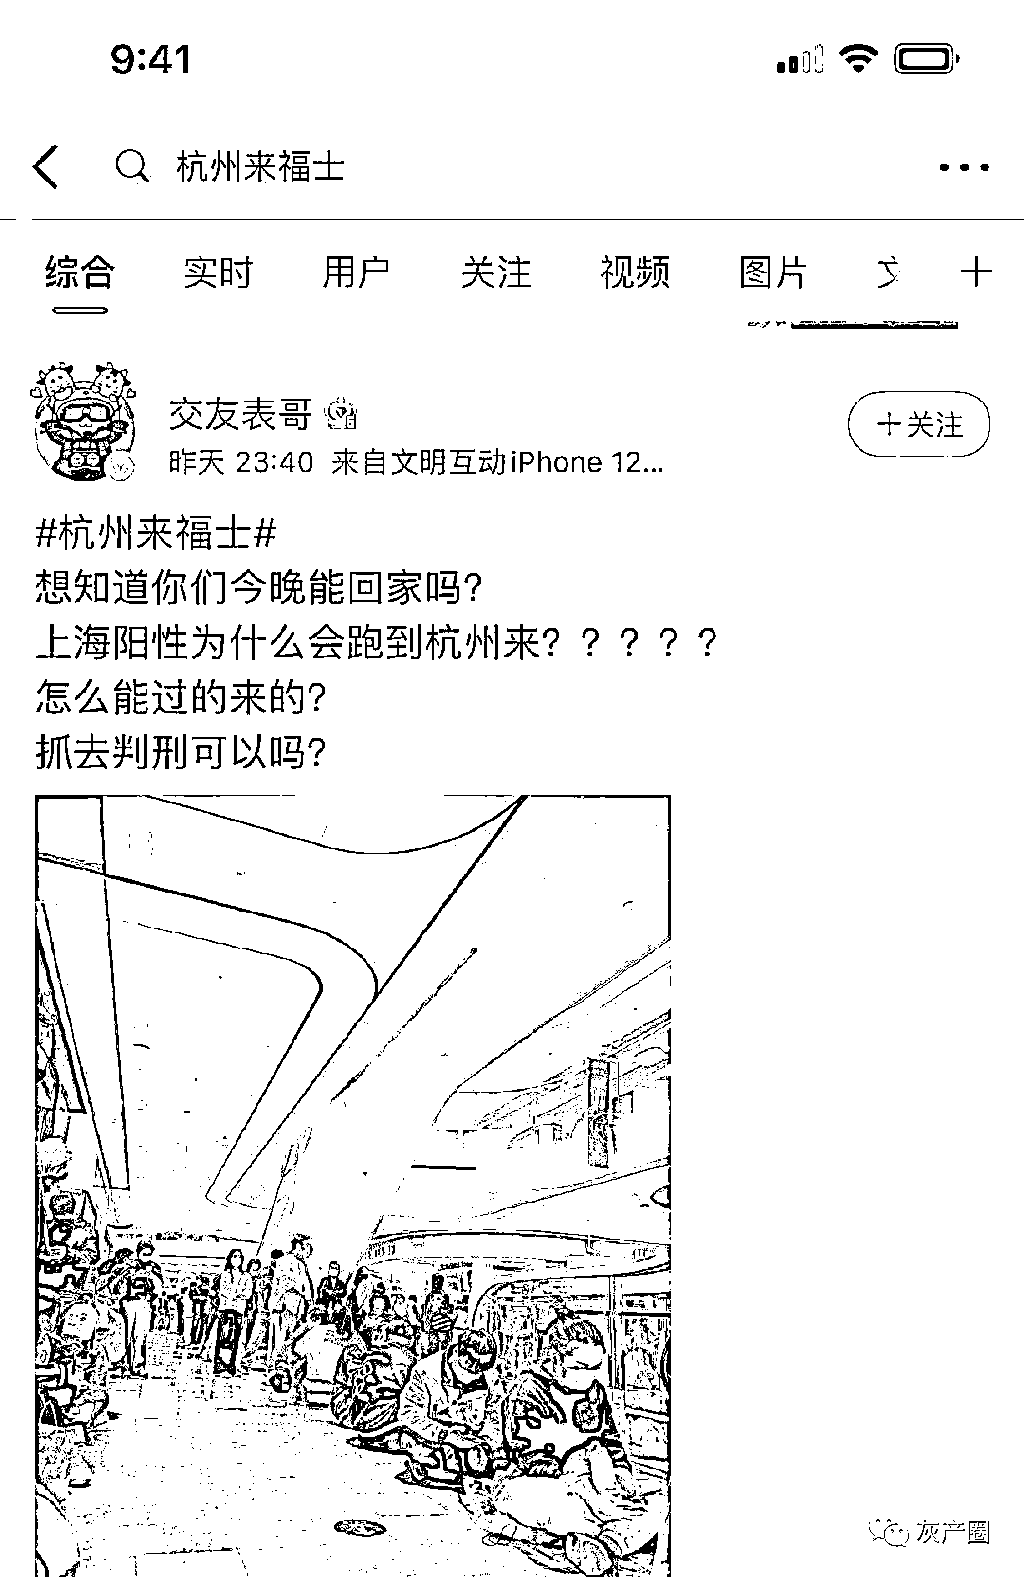 9:41
杭州来福士
综合 实时 用户 关注 视频 图片
交友表哥
+关注
昨天 23:40 来自文明互动iPhone 12...
#杭州来福士#
想知道你们今晚能回家吗?
上海阳性为什么会跑到杭州来？？？？？
怎么能过的来的?
抓去判刑可以吗?
灰产圈